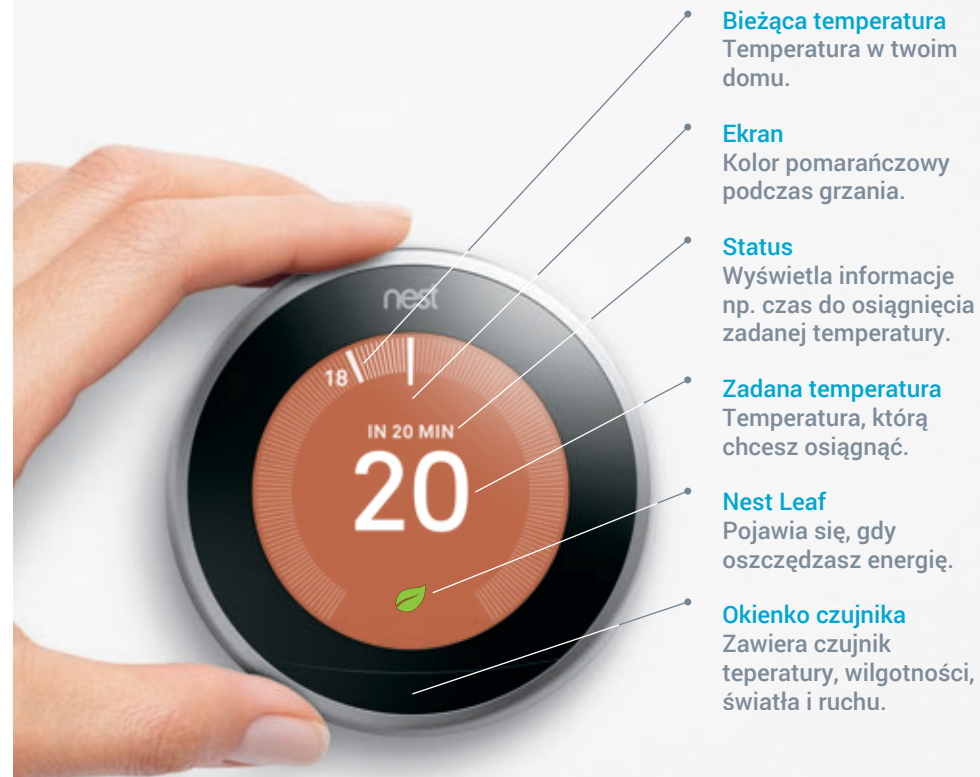 Bieżąca temperatura
Temperatura w twoim
domu.
Ekran
Kolor pomarańczowy
podczas grzania.
Status
Wyświetla informacje
np. czas do osiągnięcia
zadanej temperatury.
Zadana temperatura
Temperatura, którą
chcesz osiągnąć.
Nest Leaf
Pojawia się, gdy
oszczędzasz energię.
Okienko czujnika
Zawiera czujnik
teperatury, wilgotności,
światła i ruchu.
nest
18
IN 20 MIN
20